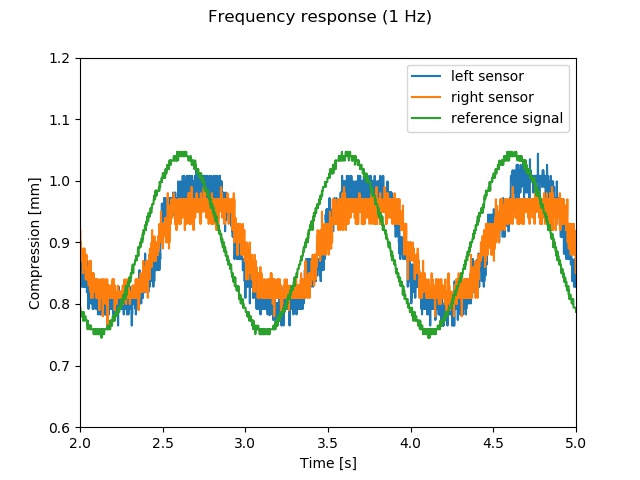 Frequency response (1 Hz)
left sensor
right sensor
reference signal
Compression [mm]
1.2
1.1
1.0
0.9
0.8
0.7
0.6
2.0
2.5
3.0
3.5
4.0
4.5
5.0
Time [s]